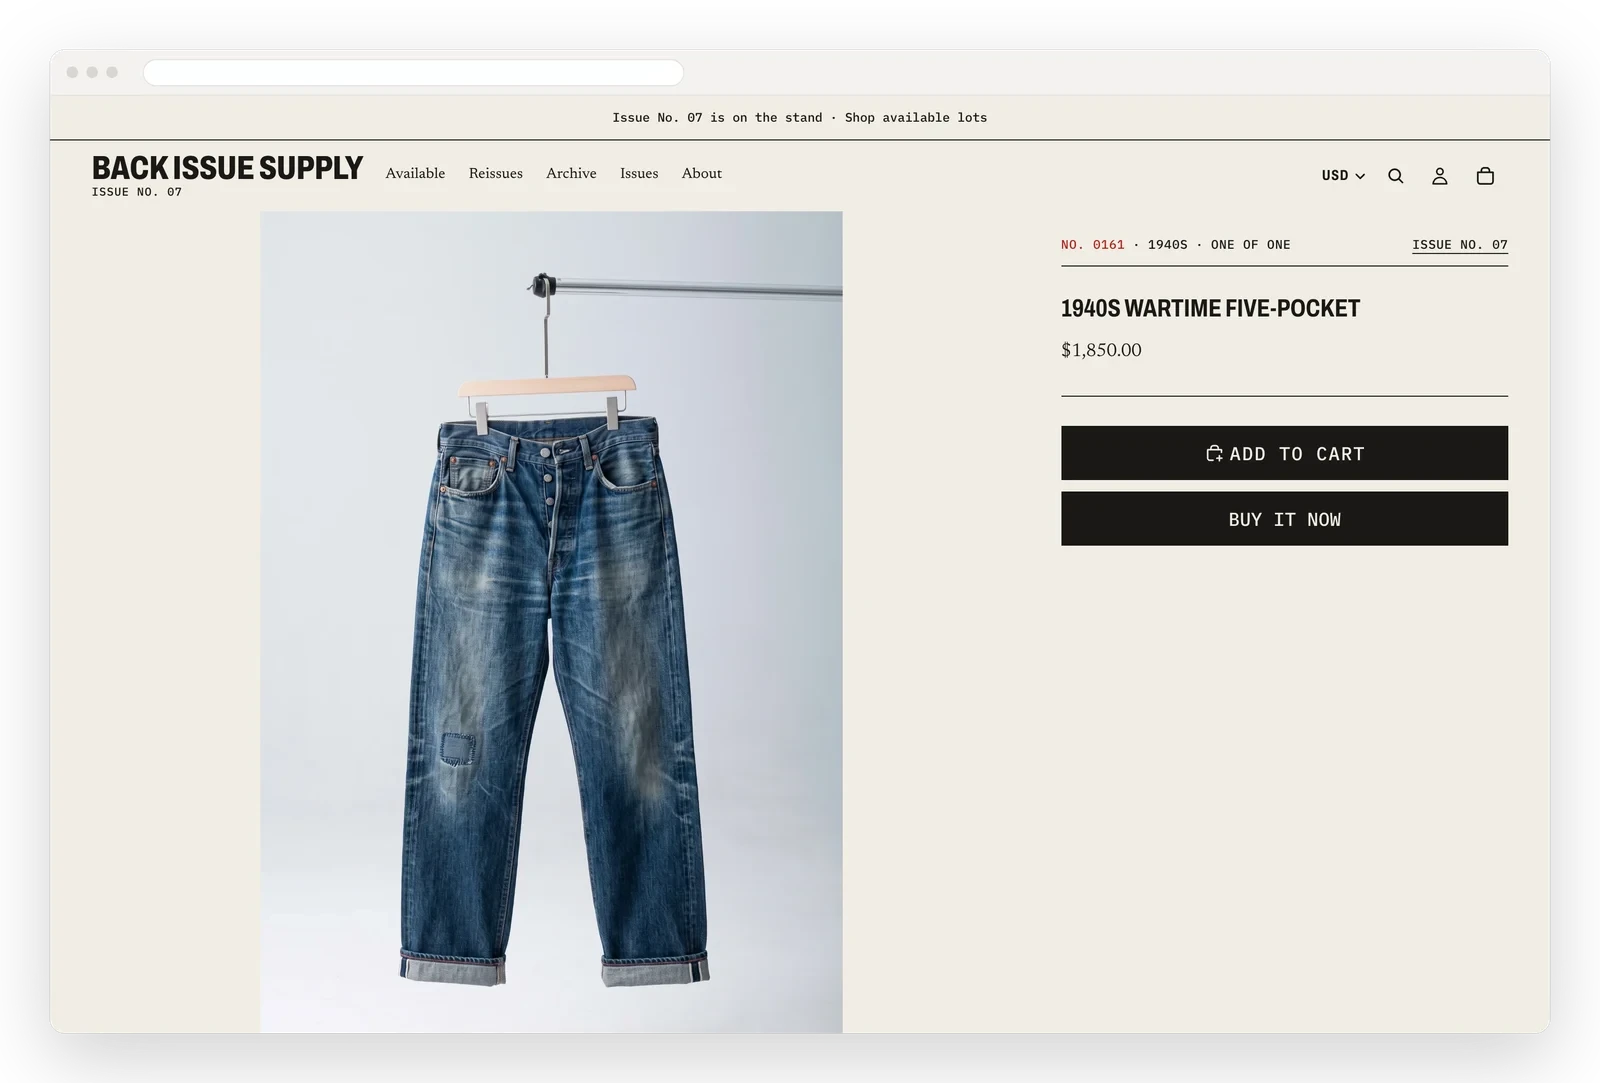 Issue No. 07 is on the stand · Shop available lots
BACK ISSUE SUPPLY
ISSUE NO. 07
Available Reissues Archive Issues About
USD
NO. 0161 · 1940S · ONE OF ONE ISSUE NO. 07
1940S WARTIME FIVE-POCKET
$1,850.00
ADD TO CART
BUY IT NOW